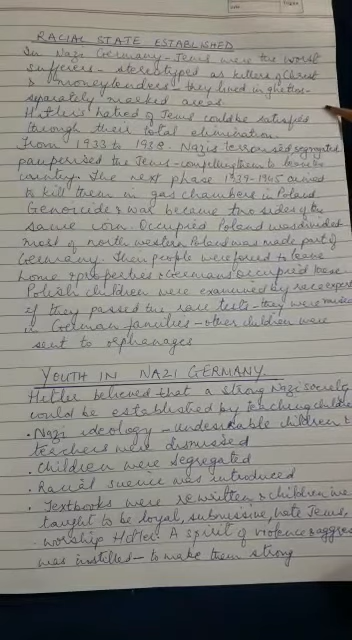 RACIAL STATE ESTABLISHED
In Nazi Germany - Jews were the worst
sufferers - stereotyped as killers of Christ
& moneylenders, they lived in ghettos -
separately marked areas.
Hitler's hatred of Jews could be satisfied
through their total elimination.
From 1933 to 1938. Nazis terrorised, segregated
pauperised the Jews - compelling them to leave the
country. The next phase 1939-1945 aimed
to kill them in gas chambers in Poland
Genocide & war became two sides of the
same coin. Occupied Poland was divided
most of north western Poland was made part of
Germany. Then people were forced to leave
home & properties & Germans occupied these
Polish children were examined by race experts
if they passed the race tests - they were raised
in German families - other children were
sent to orphanages
YOUTH IN NAZI GERMANY
Hitler believed that a strong Nazi society
could be established by teaching children
• Nazi ideology - undesirable children &
teachers were dismissed
• Children were segregated
• Racial science was introduced
• Textbooks were rewritten & children we
taught to be loyal, submissive, hate Jews,
worship Hitler. A spirit of violence & aggres
was instilled - to make them strong